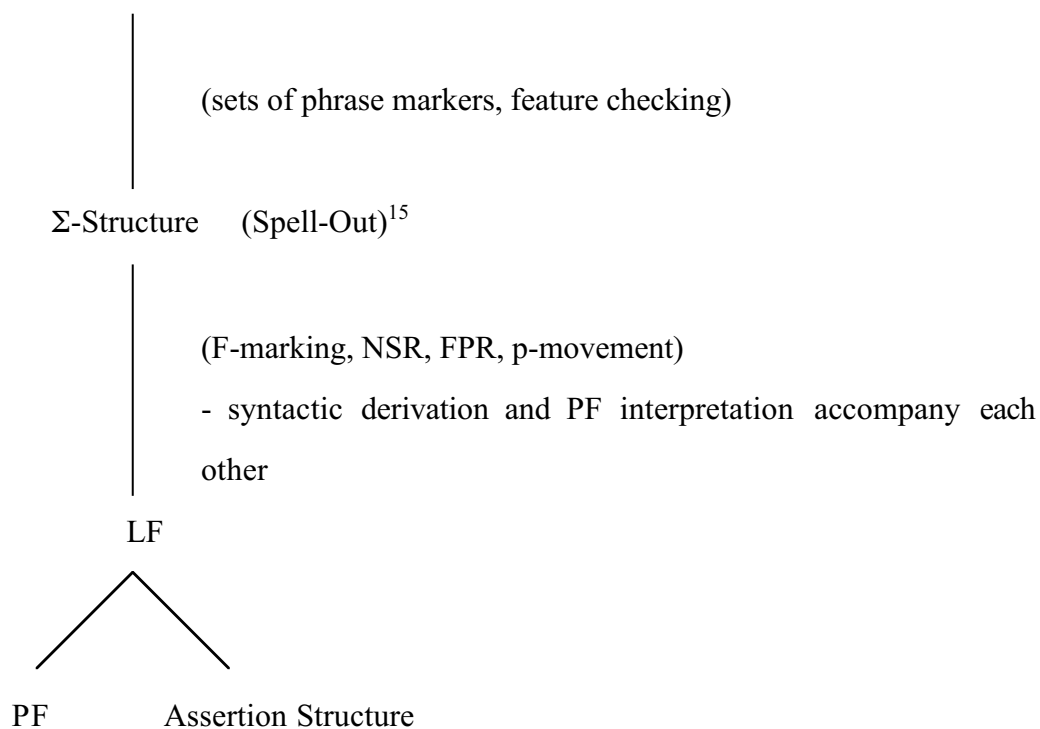 (sets of phrase markers, feature checking)
Σ-Structure (Spell-Out)15
(F-marking, NSR, FPR, p-movement)
- syntactic derivation and PF interpretation accompany each
other
LF
PF Assertion Structure